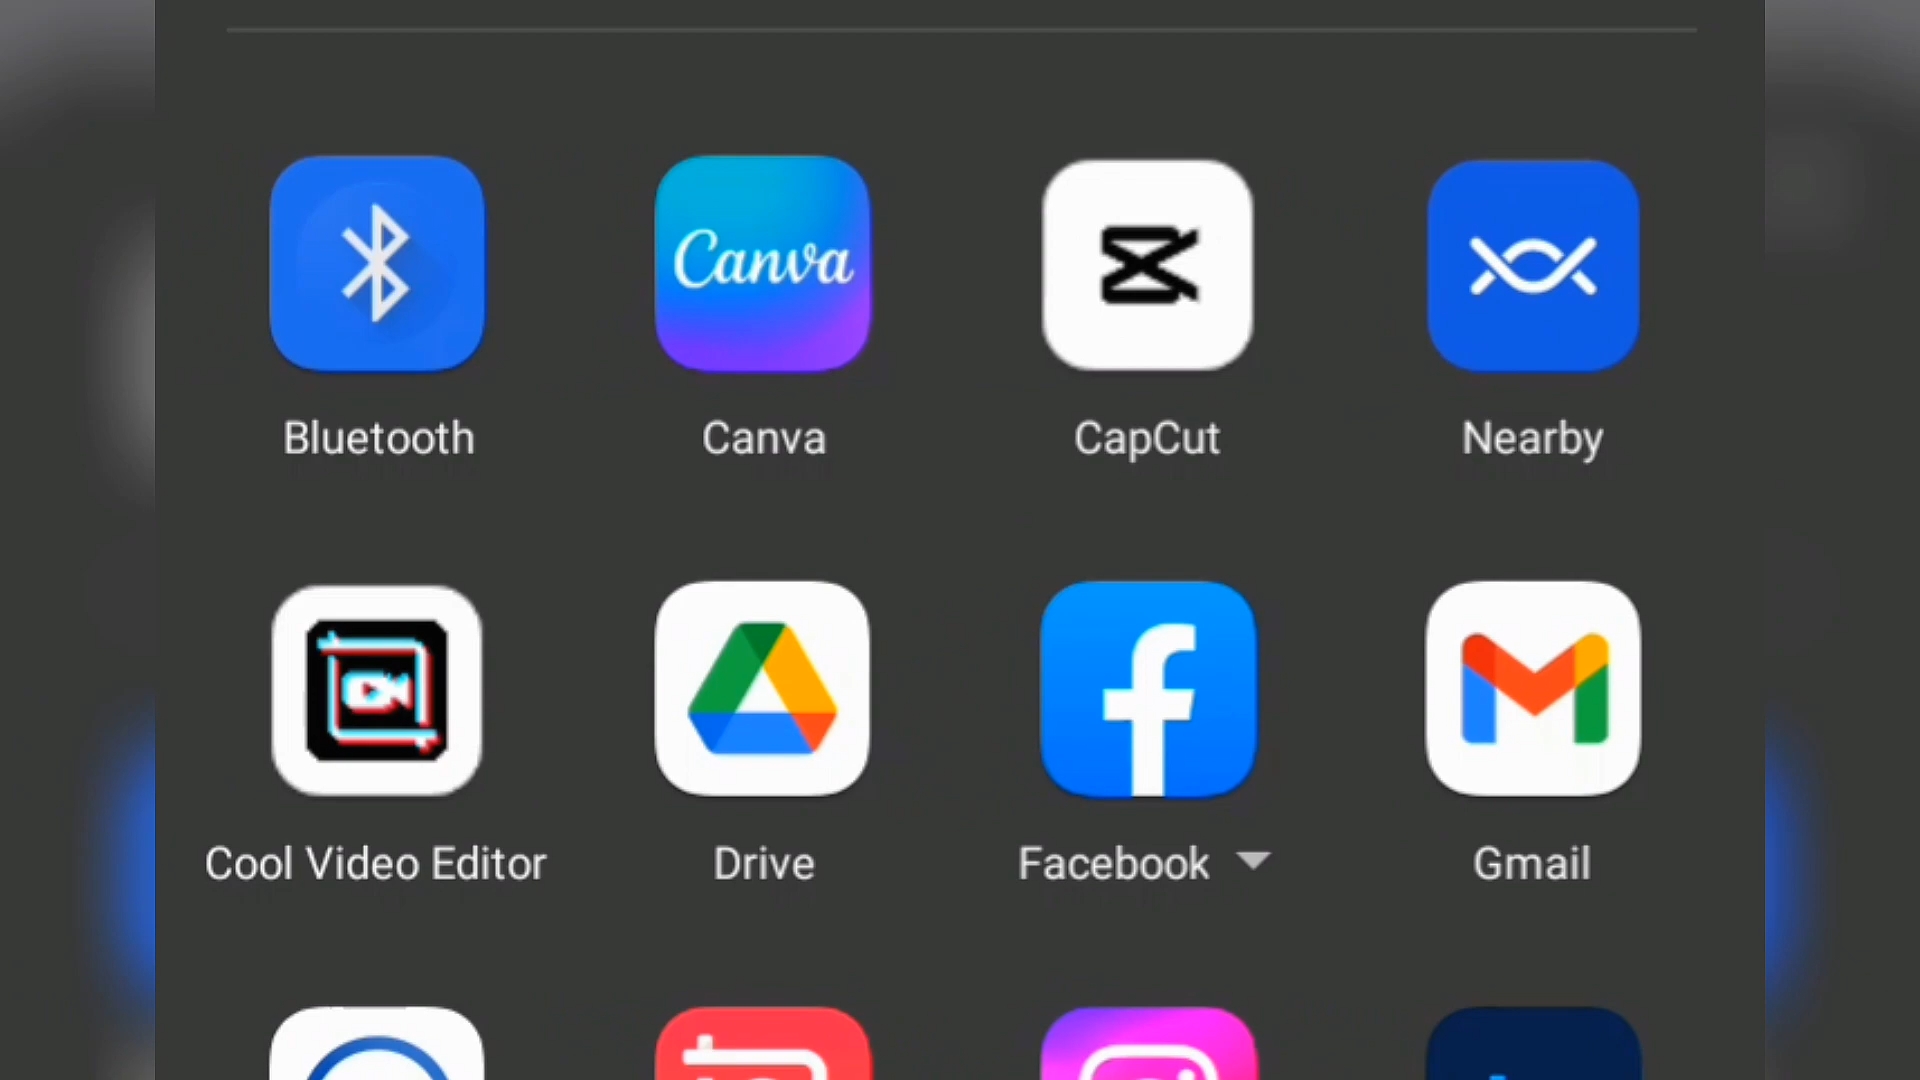 Canva
Bluetooth
Canva
CapCut
Nearby
Cool Video Editor
Drive
Facebook
Gmail